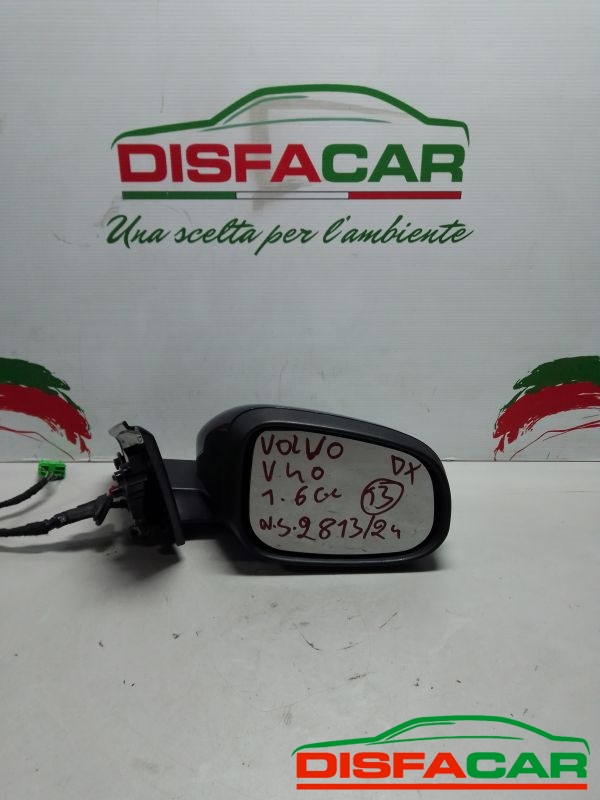 DISFACAR
Una scelta per l'ambiente
VOLVO
V40 DX
1.6cc 13
N.S. 2813/24
DISFACAR